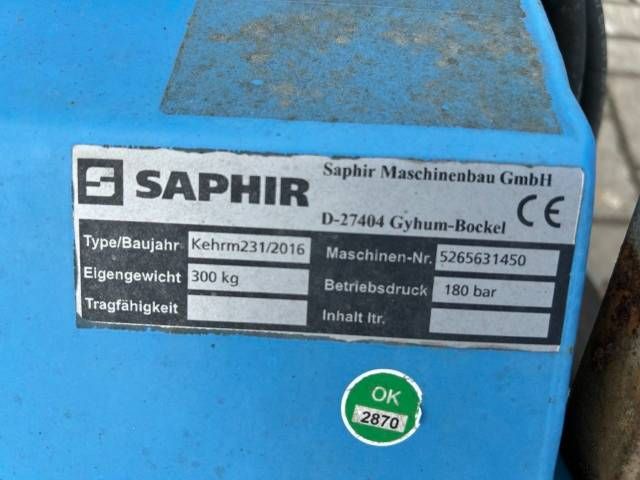 SAPHIR
Saphir Maschinenbau GmbH
D-27404 Gyhum-Bockel
CE
Type/Baujahr Kehrm231/2016
Maschinen-Nr. 5265631450
Eigengewicht 300 kg
Betriebsdruck 180 bar
Tragfähigkeit
Inhalt ltr.
OK
2870